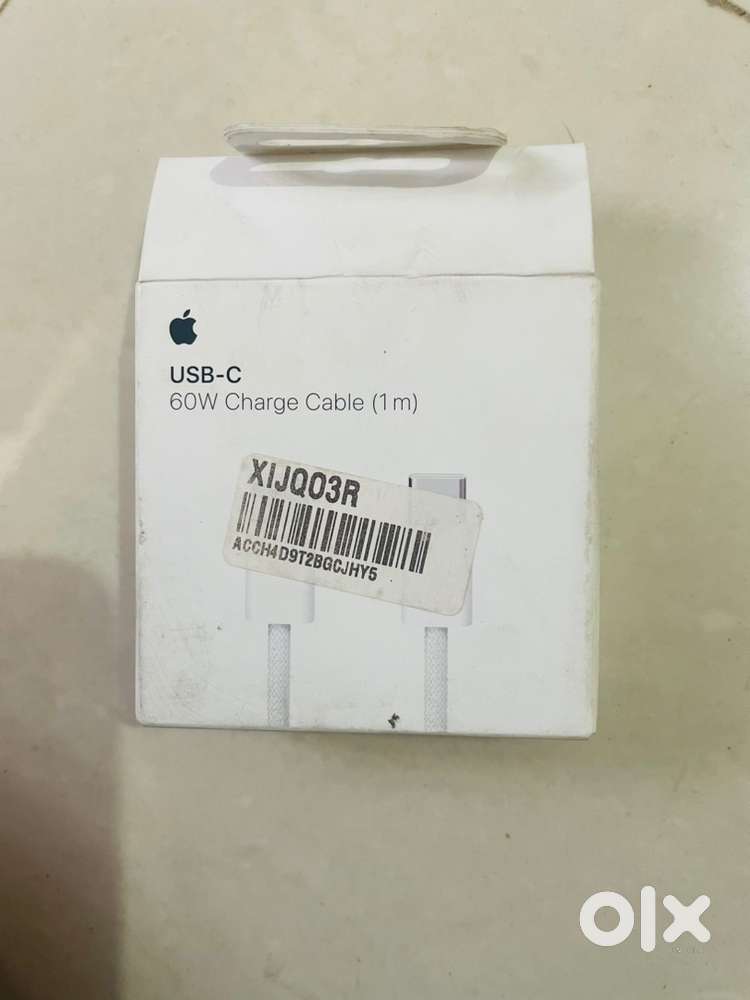 USB-C
60W Charge Cable (1 m)
XIJQ03R
ACCH4D9T2BGCJHY5
olx